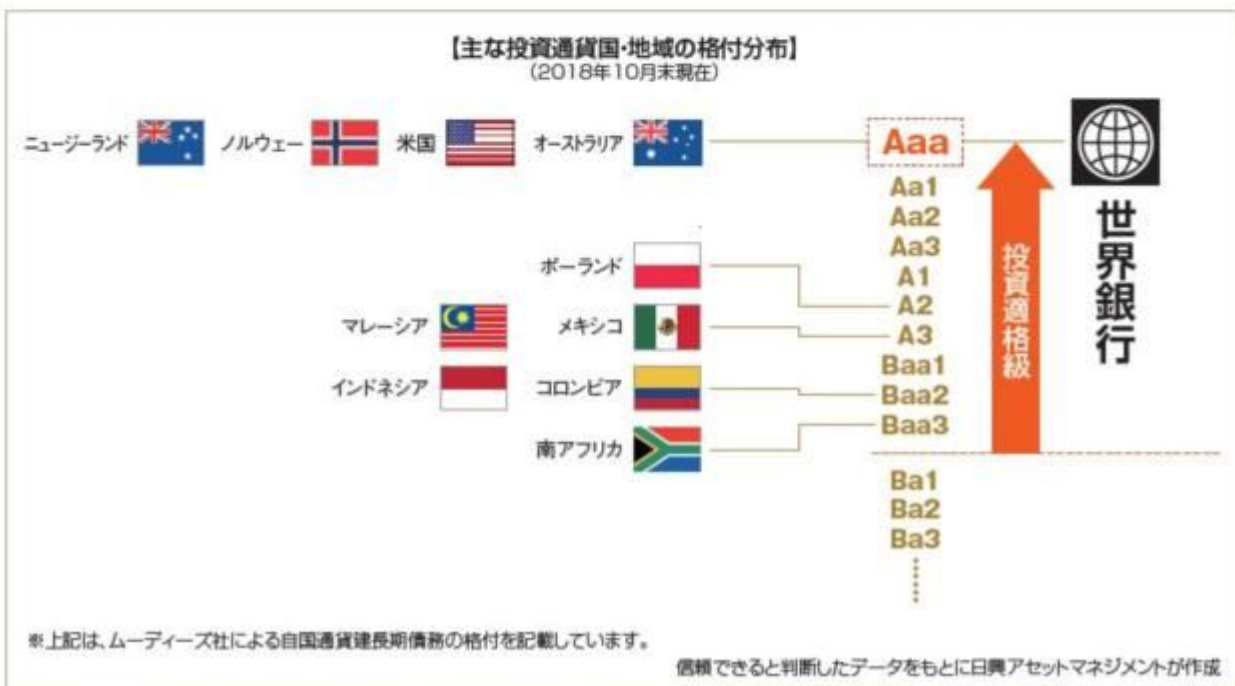 【主な投資通貨国・地域の格付分布】
(2018年10月末現在)
ニュージーランド ノルウェー 米国 オーストラリア Aaa
Aa1
Aa2
Aa3
A1
ポーランド A2
マレーシア メキシコ A3
Baa1
インドネシア コロンビア Baa2
南アフリカ Baa3
Ba1
Ba2
Ba3
投資適格級
世界銀行
※上記は、ムーディーズ社による自国通貨建長期債務の格付を記載しています。
信頼できると判断したデータをもとに日興アセットマネジメントが作成